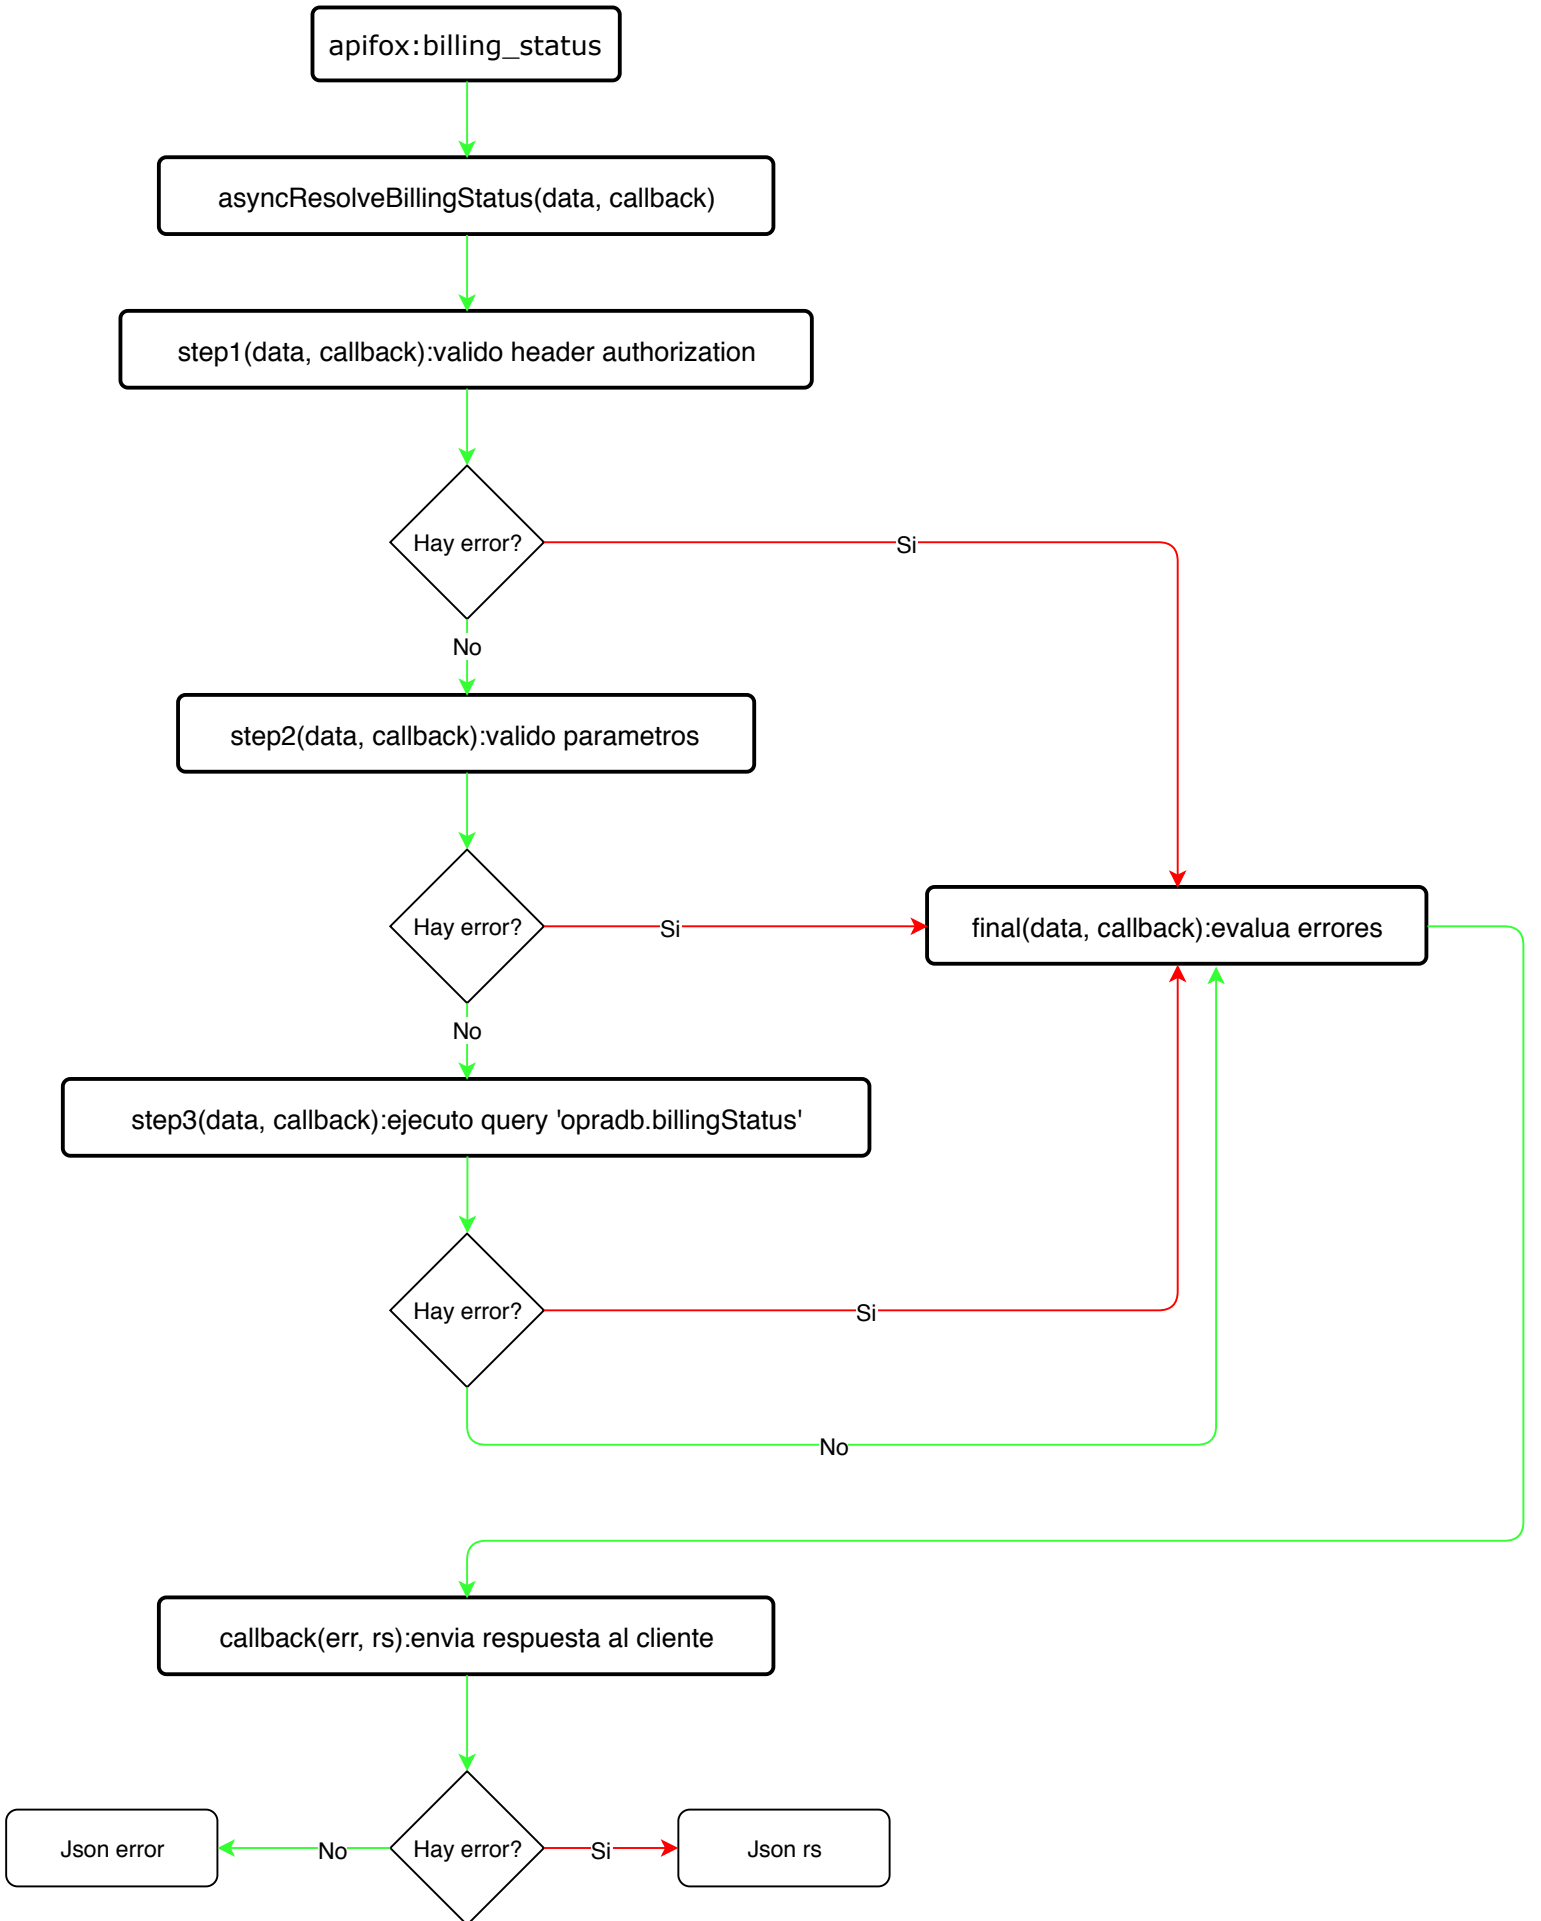 apifox:billing_status
asyncResolveBillingStatus(data, callback)
step1(data, callback):valido header authorization
Hay error?
Si
No
step2(data, callback):valido parametros
Hay error?
Si
final(data, callback):evalua errores
No
step3(data, callback):ejecuto query 'opradb.billingStatus'
Hay error?
Si
No
callback(err, rs):envia respuesta al cliente
Json error
No
Hay error?
Si
Json rs